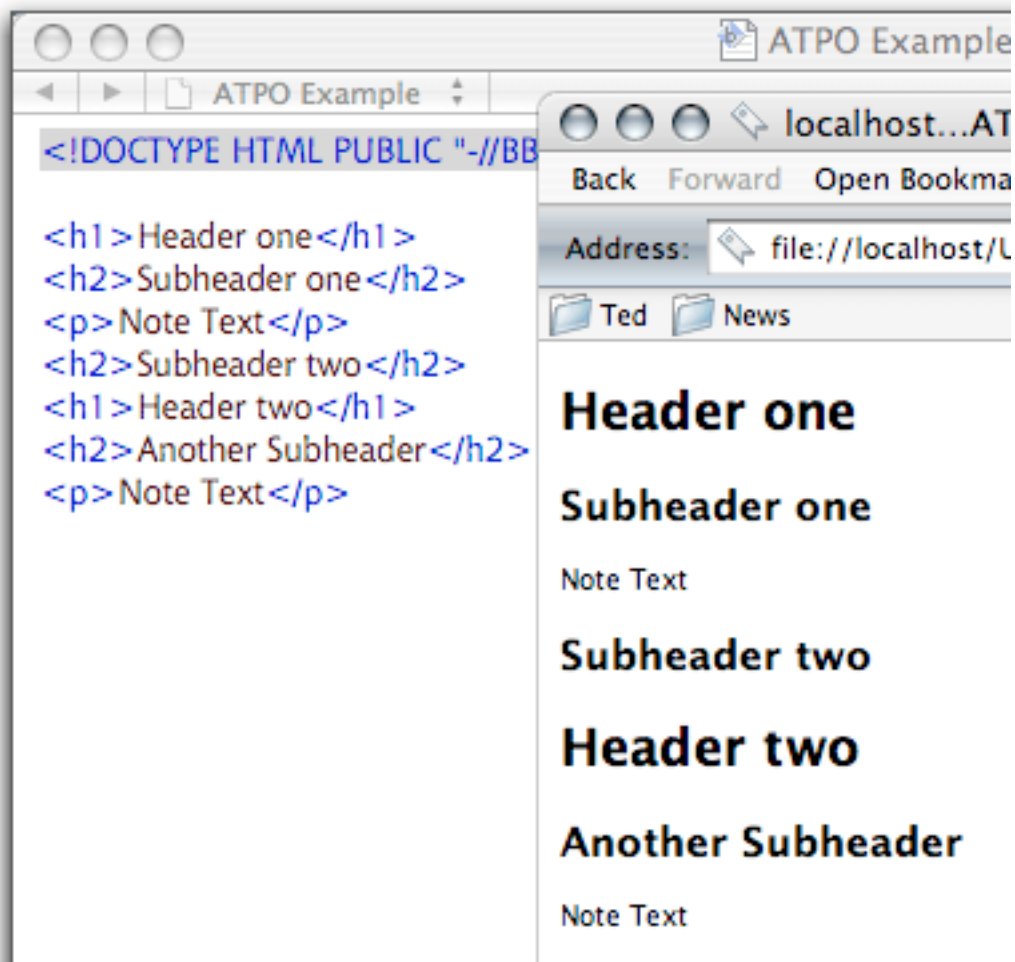 ATPO Example
ATPO Example
<!DOCTYPE HTML PUBLIC "-//BB
<h1>Header one</h1>
<h2>Subheader one</h2>
<p>Note Text</p>
<h2>Subheader two</h2>
<h1>Header two</h1>
<h2>Another Subheader</h2>
<p>Note Text</p>
localhost...AT
Back Forward Open Bookma
Address: file://localhost/U
Ted News
Header one
Subheader one
Note Text
Subheader two
Header two
Another Subheader
Note Text